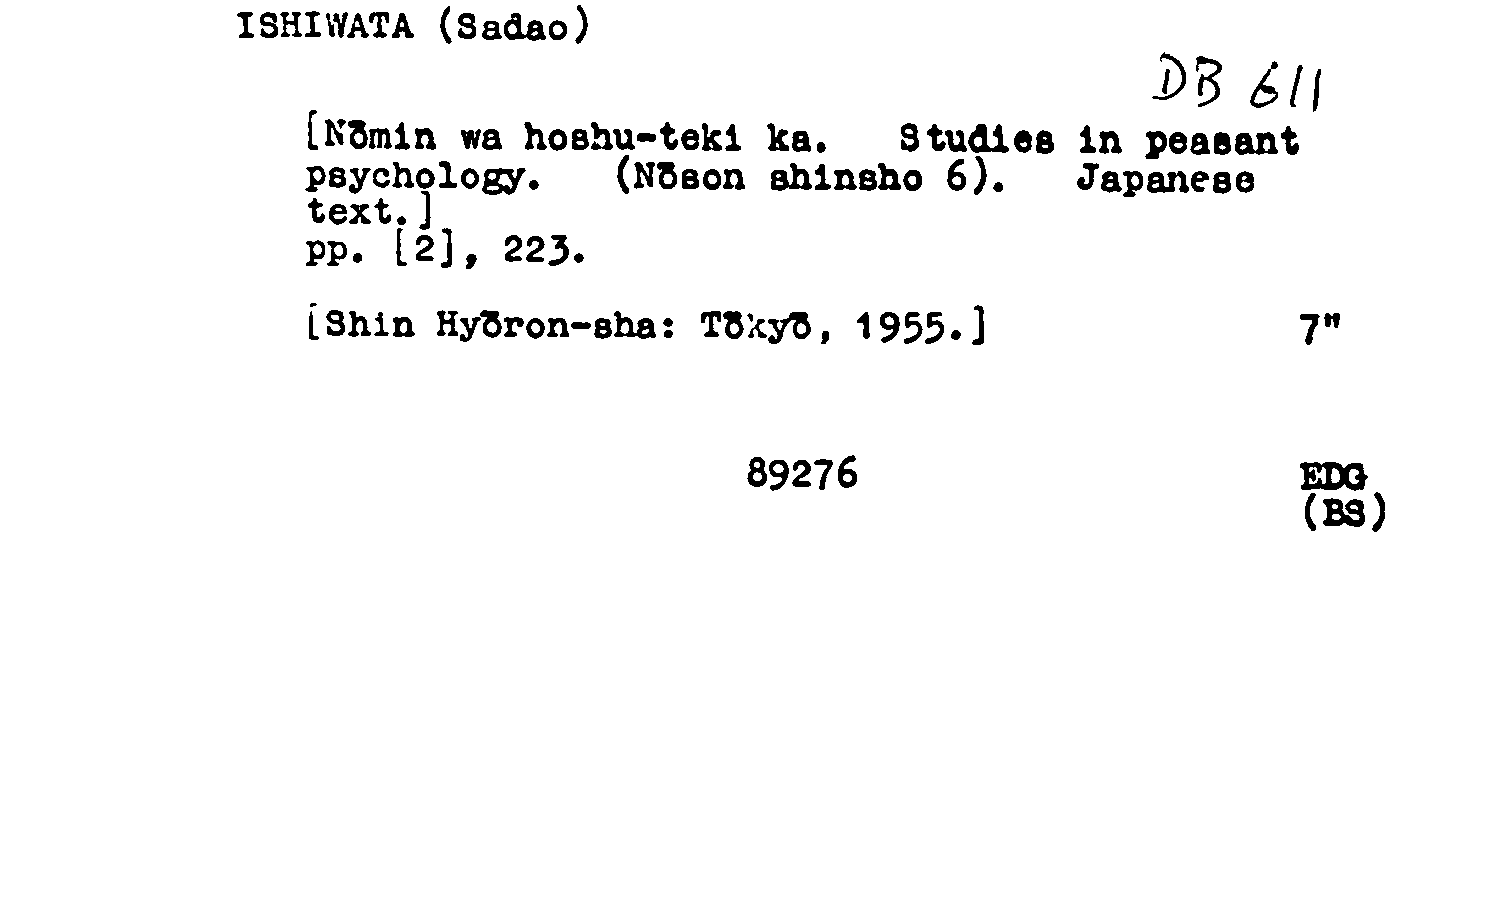 ISHIWATA (Sadao)
DB 611
[Nōmin wa hoshu-teki ka. Studies in peasant
psychology. (Nōson shinsho 6). Japanese
text.]
pp. [2], 223.
[Shin Hyōron-sha: Tōkyō, 1955.] 7"
89276 EDG
(BS)